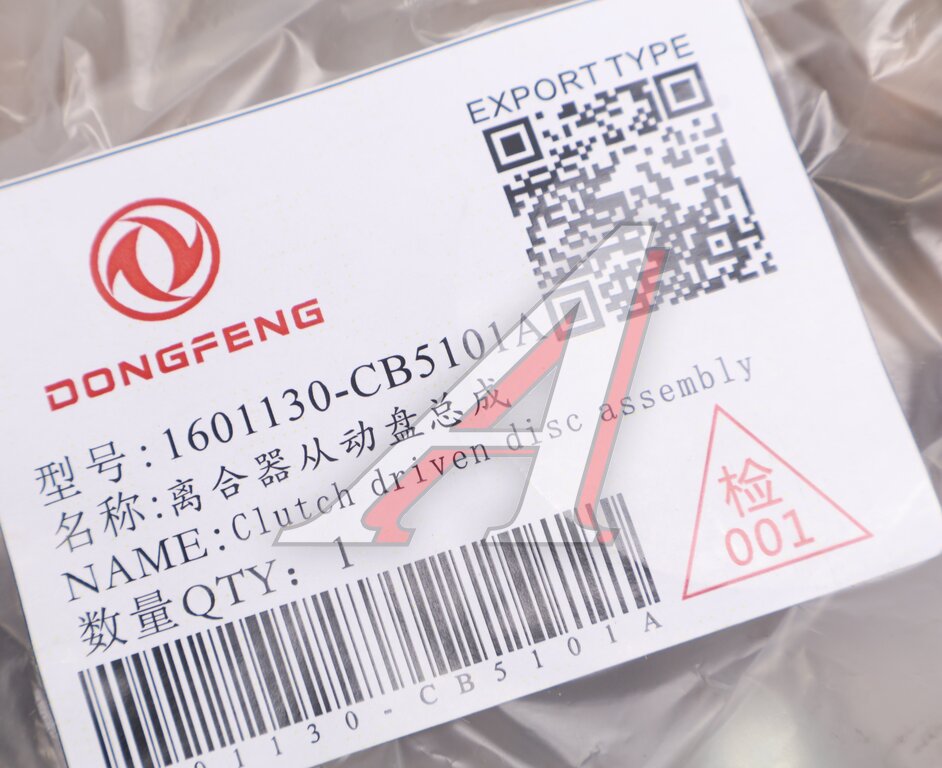 EXPORT TYPE
DONGFENG
型号:1601130-CB5101A
名称:离合器从动盘总成
NAME:Clutch driven disc assembly
数量QTY: 1
检
001
01130-CB5101A